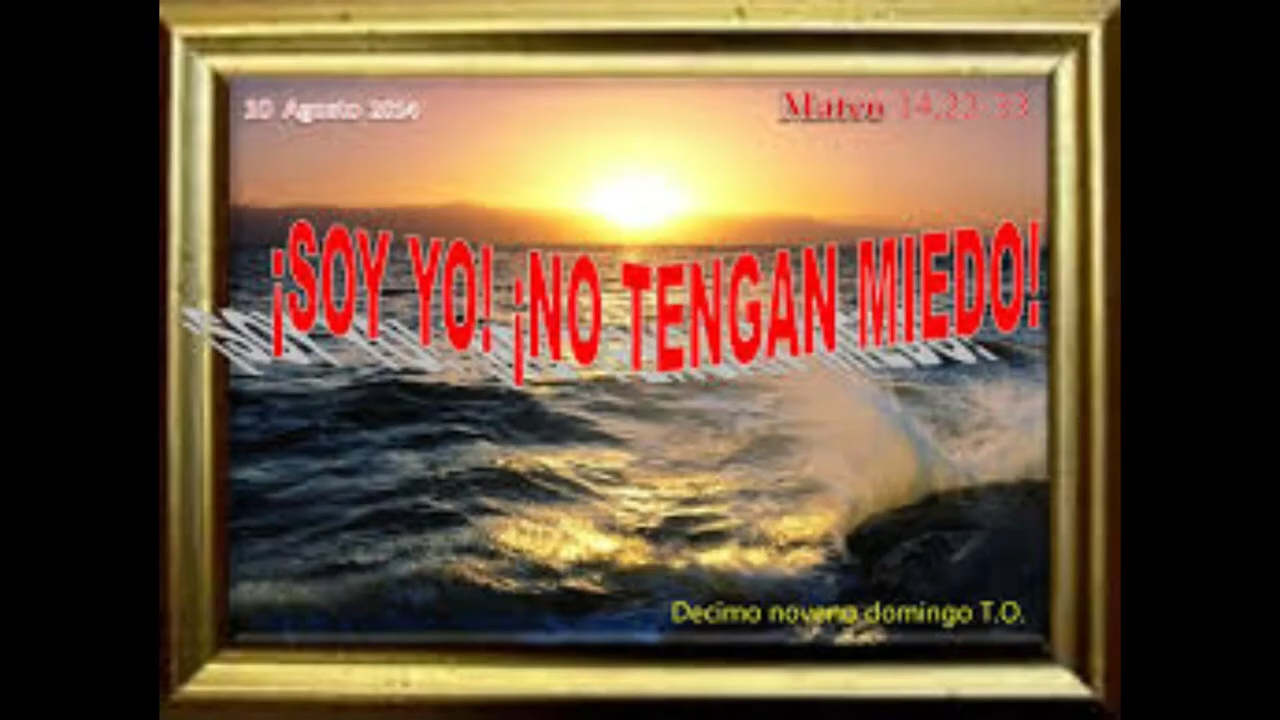 10 Agosto 2014
Mateo 14,22-33
¡SOY YO! ¡NO TENGAN MIEDO!
Decimo noveno domingo T.O.